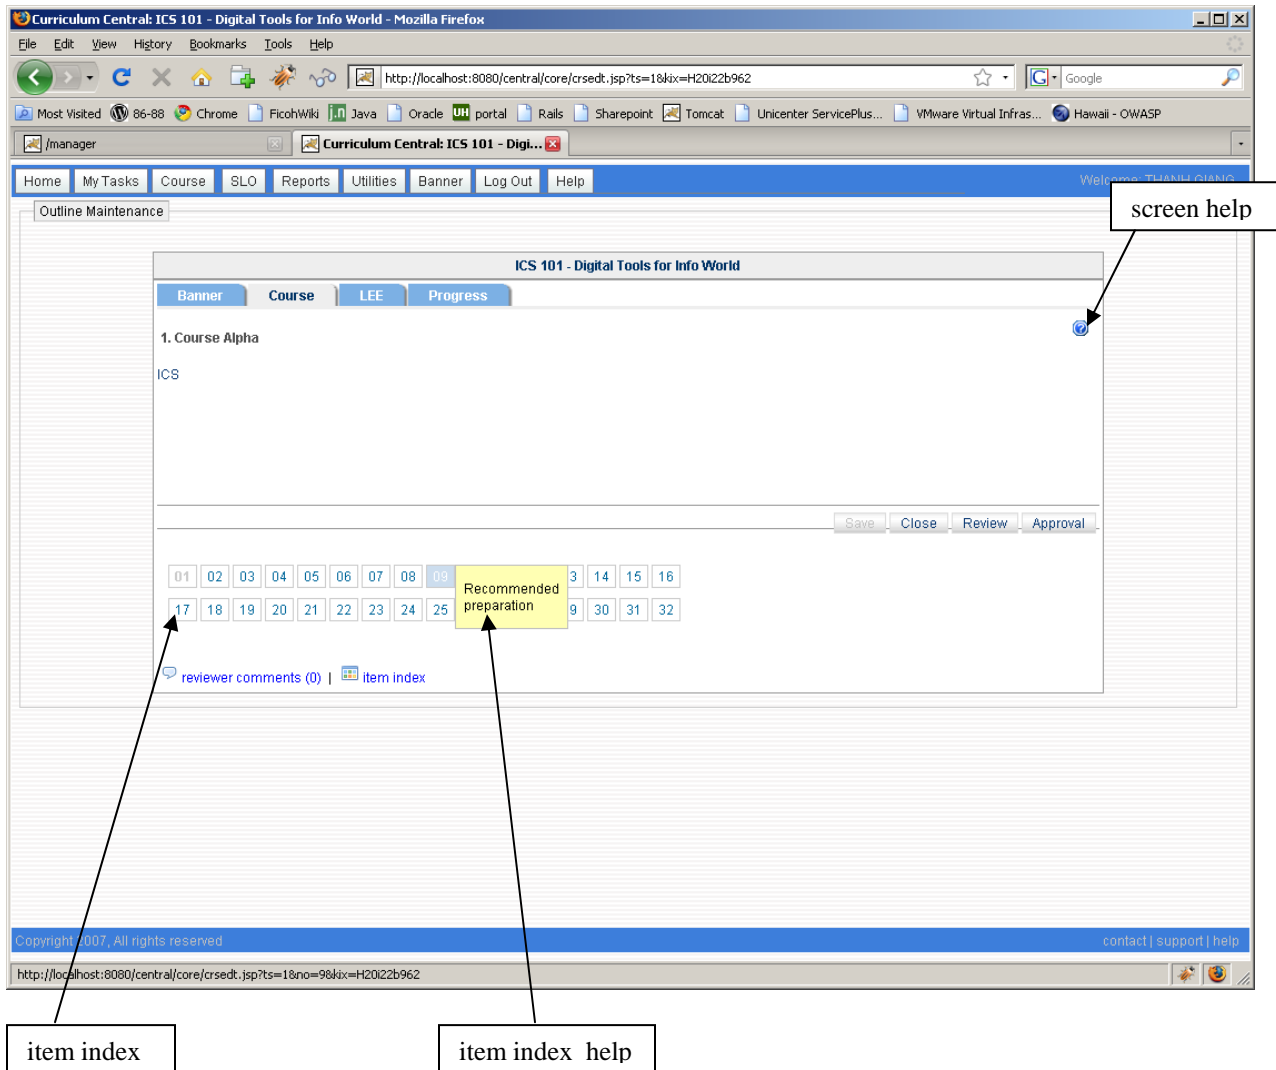 Curriculum Central: ICS 101 - Digital Tools for Info World - Mozilla Firefox
File Edit View History Bookmarks Tools Help
http://localhost:8080/central/core/crsedt.jsp?ts=1&kix=H20i22b962 G Google
Most Visited 86-88 Chrome FicohWiki Java Oracle UH portal Rails Sharepoint Tomcat Unicenter ServicePlus... VMware Virtual Infras... Hawaii - OWASP
/manager Curriculum Central: ICS 101 - Digi...
Home My Tasks Course SLO Reports Utilities Banner Log Out Help Welcome: THANH GIANG
screen help
Outline Maintenance
ICS 101 - Digital Tools for Info World
Banner Course LEE Progress
1. Course Alpha
ICS
Save Close Review Approval
01 02 03 04 05 06 07 08 09 3 14 15 16
Recommended
preparation
17 18 19 20 21 22 23 24 25 9 30 31 32
reviewer comments (0) | item index
Copyright 2007, All rights reserved contact | support | help
http://localhost:8080/central/core/crsedt.jsp?ts=1&no=9&kix=H20i22b962
item index item index help